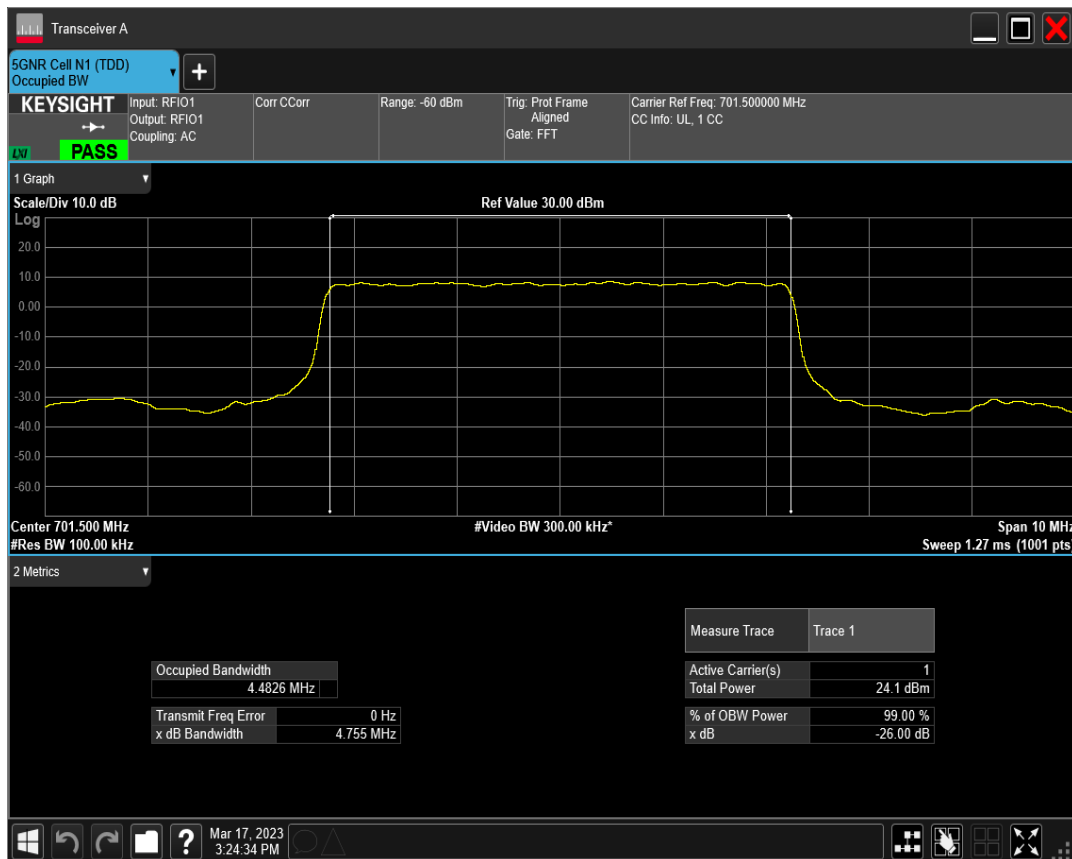 Transceiver A
5GNR Cell N1 (TDD)
Occupied BW
KEYSIGHT
LXI
PASS
Input: RFIO1
Output: RFIO1
Coupling: AC
Corr CCorr
Range: -60 dBm
Trig: Prot Frame
Aligned
Gate: FFT
Carrier Ref Freq: 701.500000 MHz
CC Info: UL, 1 CC
1 Graph
Scale/Div 10.0 dB
Ref Value 30.00 dBm
Log
20.0
10.0
0.00
-10.0
-20.0
-30.0
-40.0
-50.0
-60.0
Center 701.500 MHz
#Video BW 300.00 kHz*
Span 10 MHz
#Res BW 100.00 kHz
Sweep 1.27 ms (1001 pts)
2 Metrics
Measure Trace Trace 1
Occupied Bandwidth
4.4826 MHz
Transmit Freq Error 0 Hz
x dB Bandwidth 4.755 MHz
Active Carrier(s) 1
Total Power 24.1 dBm
% of OBW Power 99.00 %
x dB -26.00 dB
Mar 17, 2023
3:24:34 PM